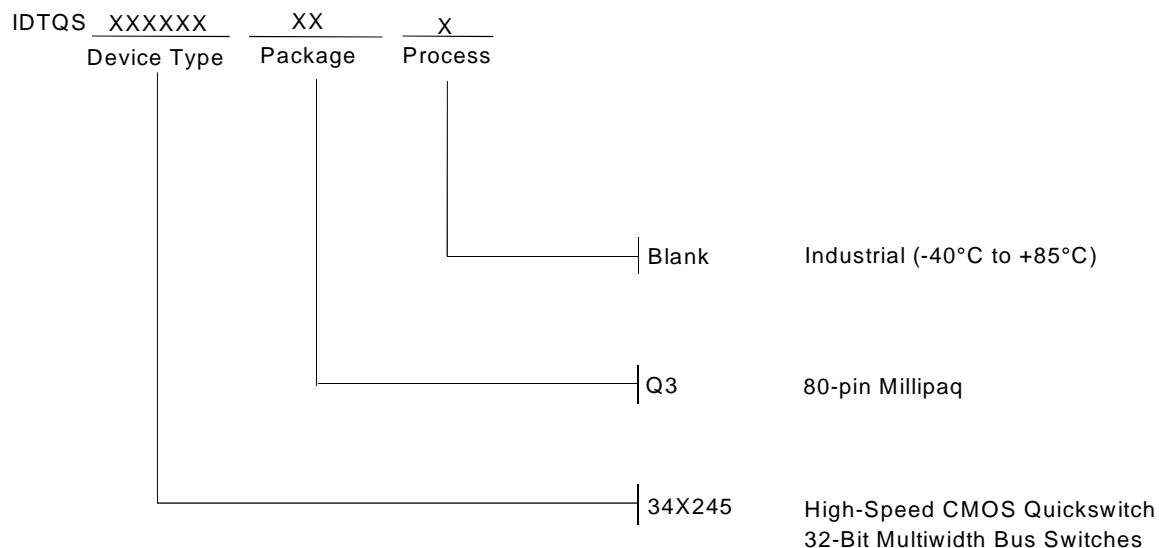 IDTQS XXXXXX XX X
Device Type Package Process
Blank Industrial (-40°C to +85°C)
Q3 80-pin Millipaq
34X245 High-Speed CMOS Quickswitch
32-Bit Multiwidth Bus Switches